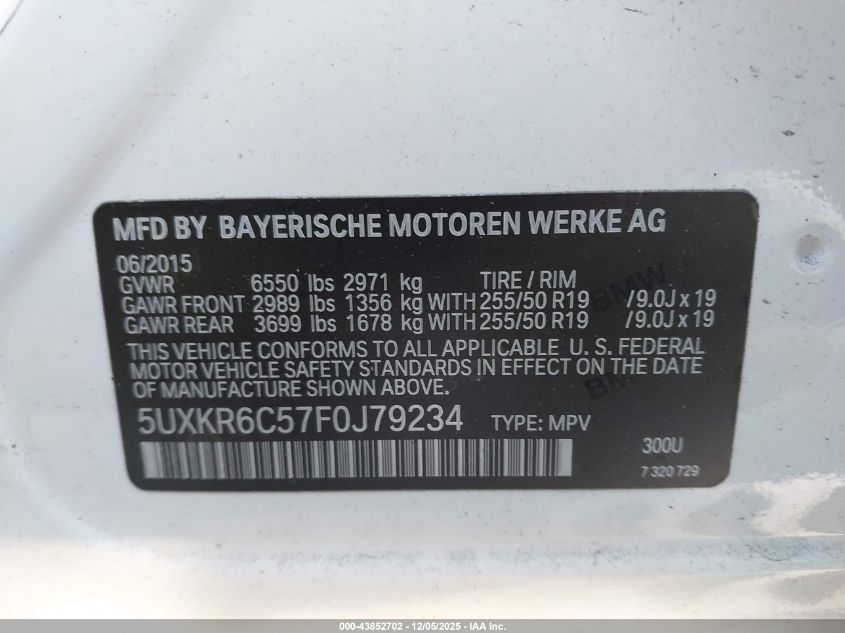 MFD BY BAYERISCHE MOTOREN WERKE AG
06/2015
GVWR 6550 lbs 2971 kg TIRE / RIM
GAWR FRONT 2989 lbs 1356 kg WITH 255/50 R19 /9.0J x 19
GAWR REAR 3699 lbs 1678 kg WITH 255/50 R19 /9.0J x 19
THIS VEHICLE CONFORMS TO ALL APPLICABLE U. S. FEDERAL
MOTOR VEHICLE SAFETY STANDARDS IN EFFECT ON THE DATE
OF MANUFACTURE SHOWN ABOVE.
5UXKR6C57F0J79234 TYPE: MPV
300U
7 320 729
BMW
BMW
000-43852702 - 12/05/2025 - IAA Inc.